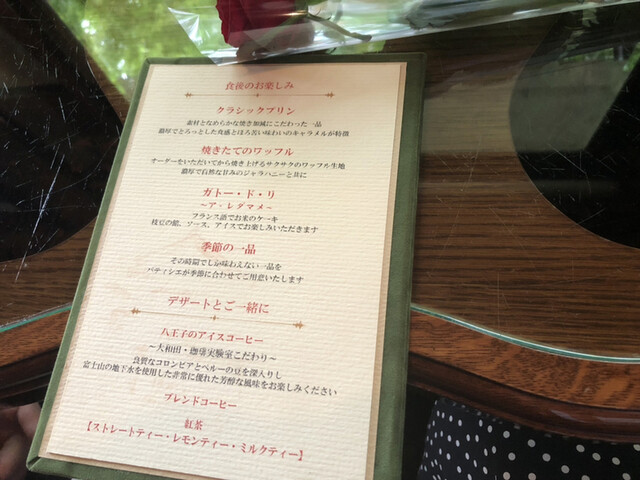 食後のお楽しみ
クラシックプリン
素材となめらかな焼き加減にこだわった一品
濃厚でとろっとした食感とほろ苦い味わいのキャラメルが特徴
焼きたてのワッフル
オーダーをいただいてから焼き上げるサクサクのワッフル生地
濃厚で自然な甘みのジャラハニーと共に
ガトー・ド・リ
～ア・レダマメ～
フランス語でお米のケーキ
枝豆の餡、ソース、アイスでお楽しみいただきます
季節の一品
その時期でしか味わえない一品を
パティシエが季節に合わせてご用意いたします
デザートとご一緒に
八王子のアイスコーヒー
～大和田・珈琲実験室こだわり～
良質なコロンビアとペルーの豆を深入りし
富士山の地下水を使用した非常に優れた芳醇な風味をお楽しみください
ブレンドコーヒー
紅茶
【ストレートティー・レモンティー・ミルクティー】